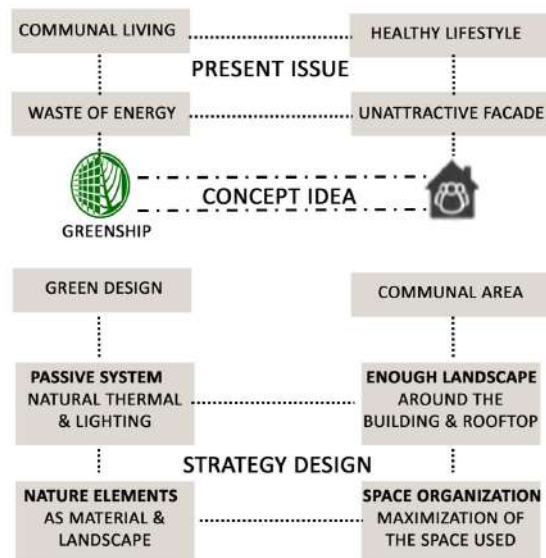 COMMUNAL LIVING
HEALTHY LIFESTYLE
PRESENT ISSUE
WASTE OF ENERGY
UNATTRACTIVE FACADE
CONCEPT IDEA
GREENSHIP
GREEN DESIGN
COMMUNAL AREA
PASSIVE SYSTEM
NATURAL THERMAL
& LIGHTING
ENOUGH LANDSCAPE
AROUND THE
BUILDING & ROOFTOP
STRATEGY DESIGN
NATURE ELEMENTS
AS MATERIAL &
LANDSCAPE
SPACE ORGANIZATION
MAXIMIZATION OF
THE SPACE USED